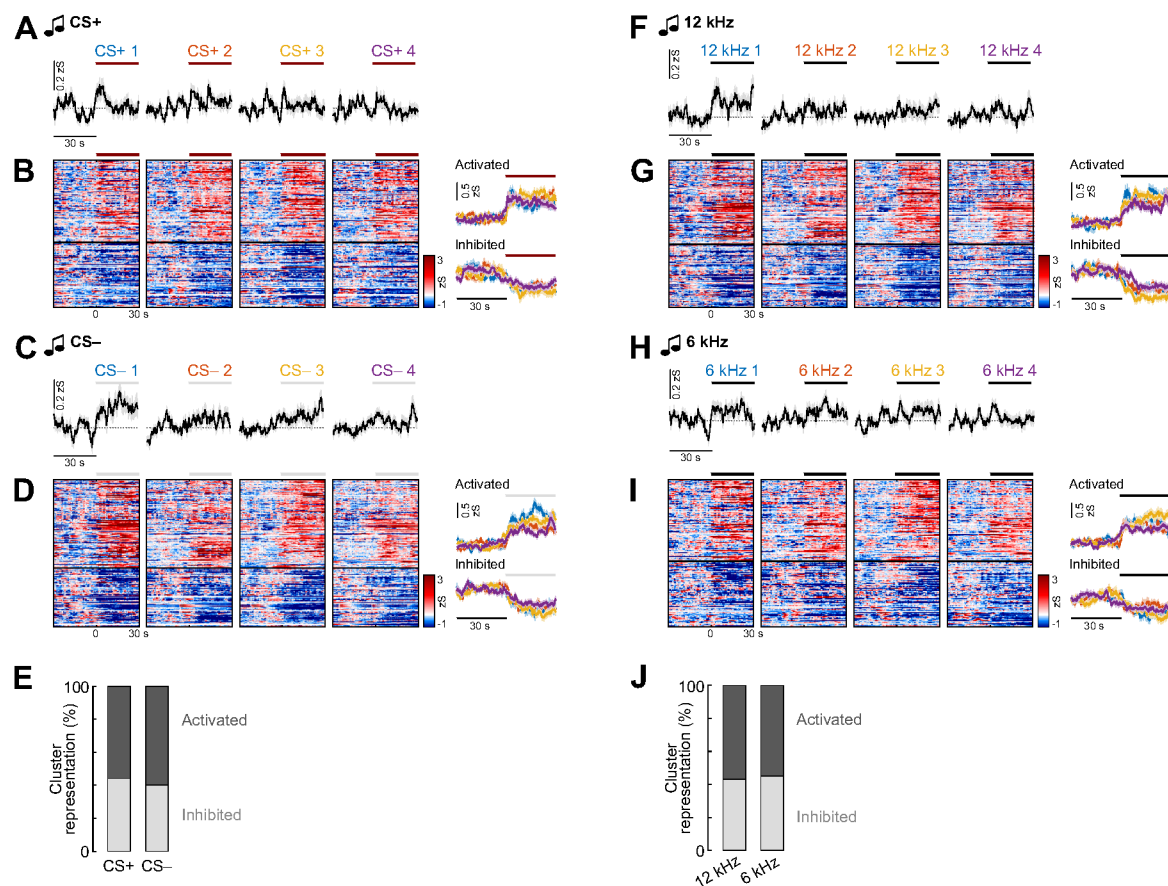 A CS+
CS+ 1 CS+ 2 CS+ 3 CS+ 4
0.2 zS
30 s
B
Activated
0.5 zS
Inhibited
3
zS
-1
30 s
0 30 s
C CS–
CS– 1 CS– 2 CS– 3 CS– 4
0.2 zS
30 s
D
Activated
0.5 zS
Inhibited
3
zS
-1
30 s
0 30 s
E
100
0
Cluster
representation (%)
Activated
Inhibited
CS+ CS–
F 12 kHz
12 kHz 1 12 kHz 2 12 kHz 3 12 kHz 4
0.2 zS
30 s
G
Activated
0.5 zS
Inhibited
3
zS
-1
30 s
0 30 s
H 6 kHz
6 kHz 1 6 kHz 2 6 kHz 3 6 kHz 4
0.2 zS
30 s
I
Activated
0.5 zS
Inhibited
3
zS
-1
30 s
0 30 s
J
100
0
Cluster
representation (%)
Activated
Inhibited
12 kHz 6 kHz